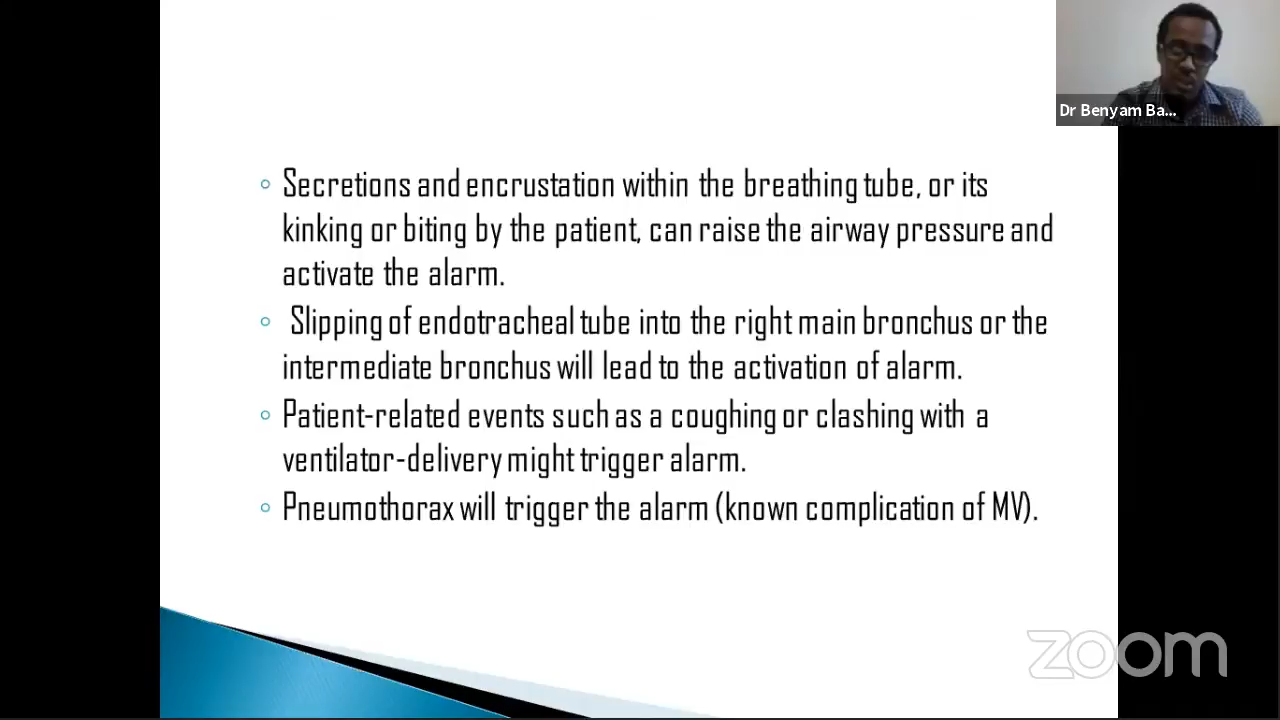 Dr Benyam Ba...
Secretions and encrustation within the breathing tube, or its
kinking or biting by the patient, can raise the airway pressure and
activate the alarm.
Slipping of endotracheal tube into the right main bronchus or the
intermediate bronchus will lead to the activation of alarm.
Patient-related events such as a coughing or clashing with a
ventilator-delivery might trigger alarm.
Pneumothorax will trigger the alarm (known complication of MV).
zoom